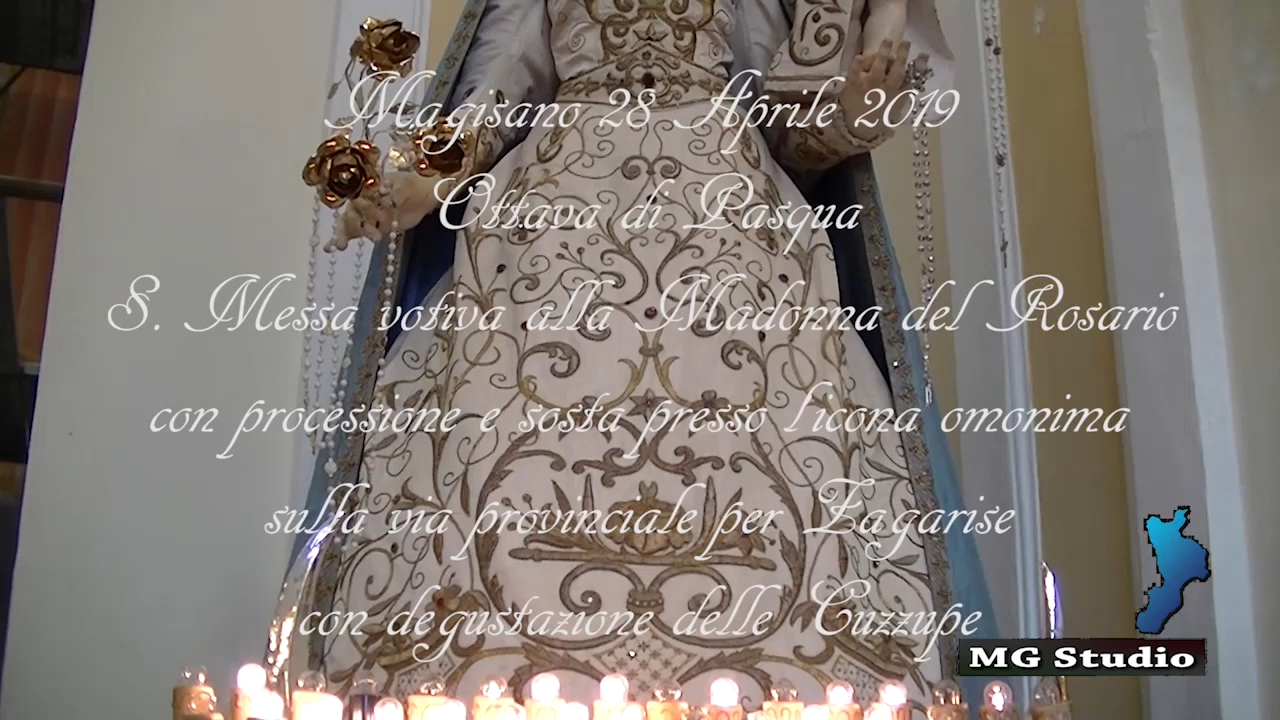 Magisano 28 Aprile 2019
Ottava di Pasqua
S. Messa votiva alla Madonna del Rosario
con processione e sosta presso l'icona omonima
sulla via provinciale per Zagarise
con degustazione delle Cuzzupe
MG Studio